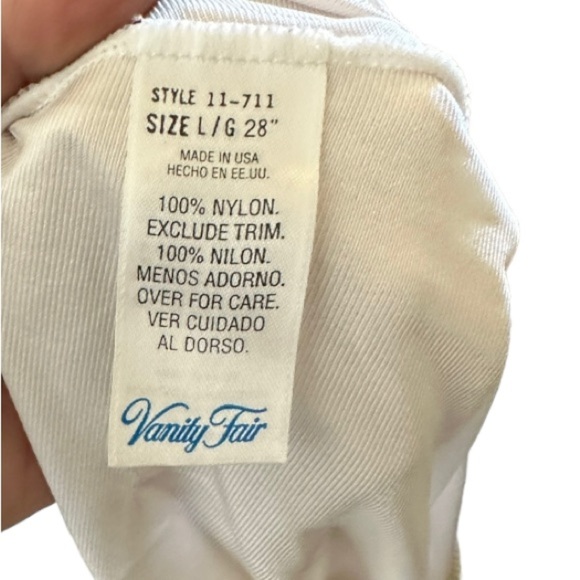 STYLE 11-711
SIZE L/G 28"
MADE IN USA
HECHO EN EE.UU.
100% NYLON.
EXCLUDE TRIM.
100% NILON.
MENOS ADORNO.
OVER FOR CARE.
VER CUIDADO
AL DORSO.
Vanity Fair